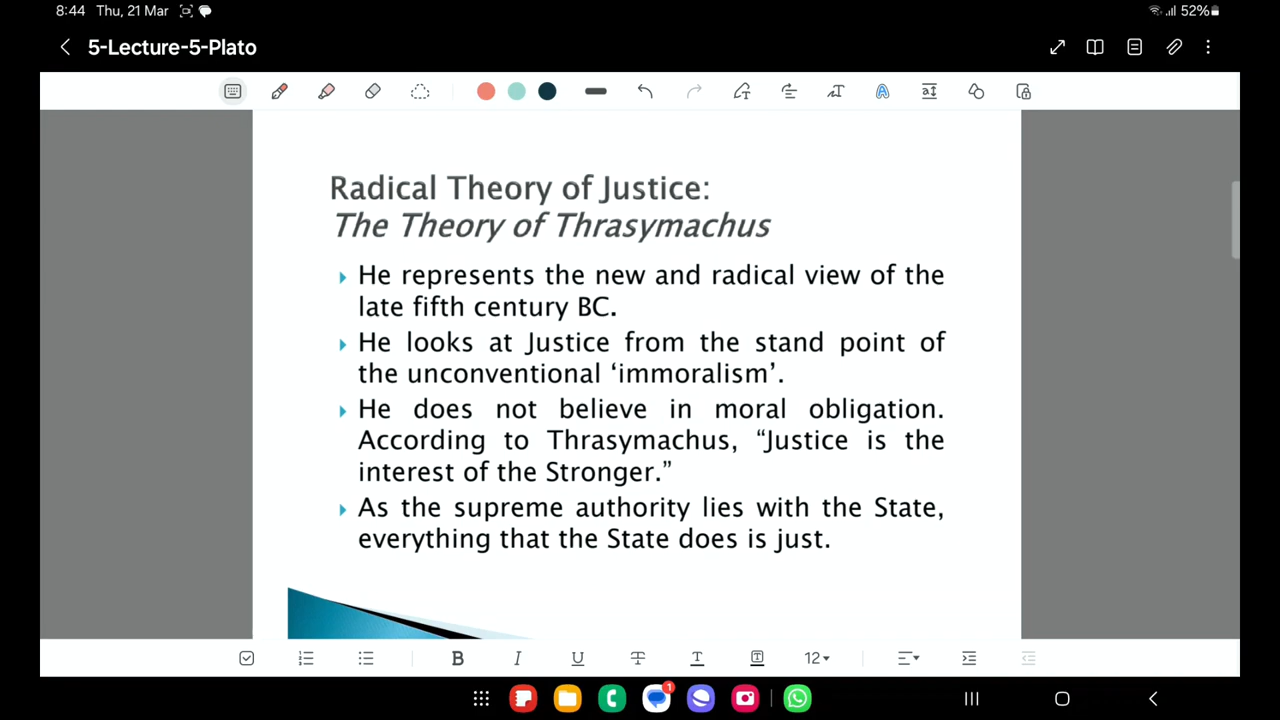 8:44 Thu, 21 Mar 52%
5-Lecture-5-Plato
Radical Theory of Justice:
The Theory of Thrasymachus
He represents the new and radical view of the
late fifth century BC.
He looks at Justice from the stand point of
the unconventional ‘immoralism’.
He does not believe in moral obligation.
According to Thrasymachus, “Justice is the
interest of the Stronger.”
As the supreme authority lies with the State,
everything that the State does is just.
B I U T T T 12
1